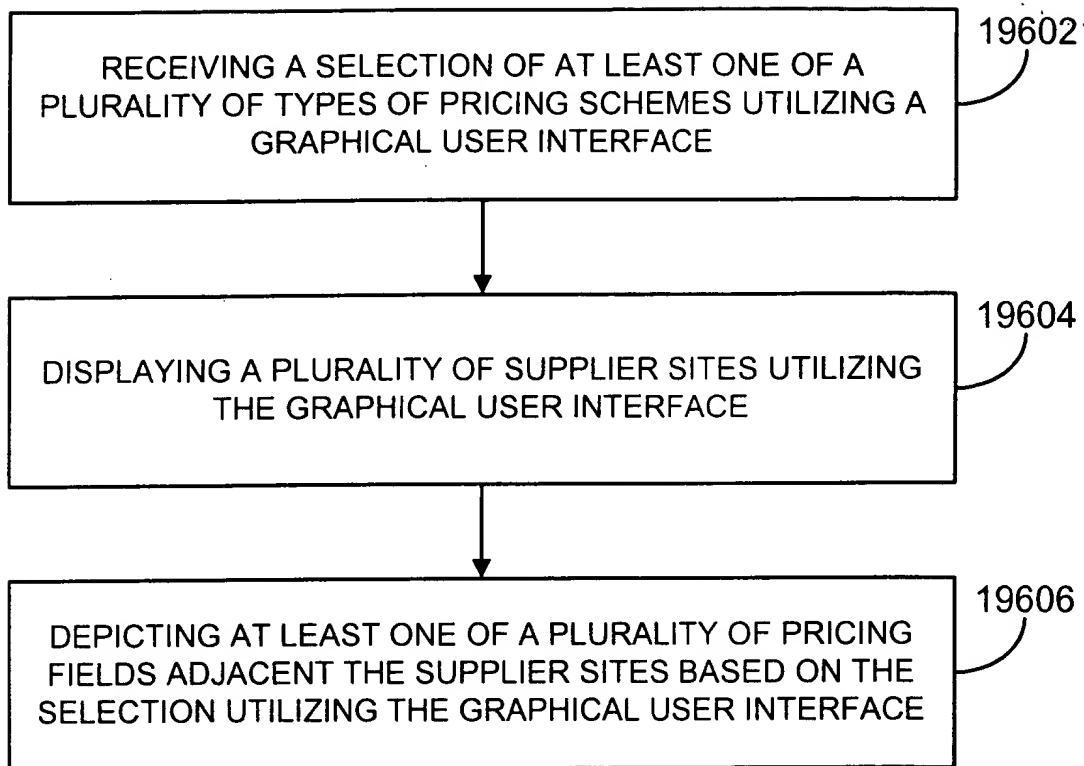 19602
RECEIVING A SELECTION OF AT LEAST ONE OF A
PLURALITY OF TYPES OF PRICING SCHEMES UTILIZING A
GRAPHICAL USER INTERFACE
19604
DISPLAYING A PLURALITY OF SUPPLIER SITES UTILIZING
THE GRAPHICAL USER INTERFACE
19606
DEPICTING AT LEAST ONE OF A PLURALITY OF PRICING
FIELDS ADJACENT THE SUPPLIER SITES BASED ON THE
SELECTION UTILIZING THE GRAPHICAL USER INTERFACE